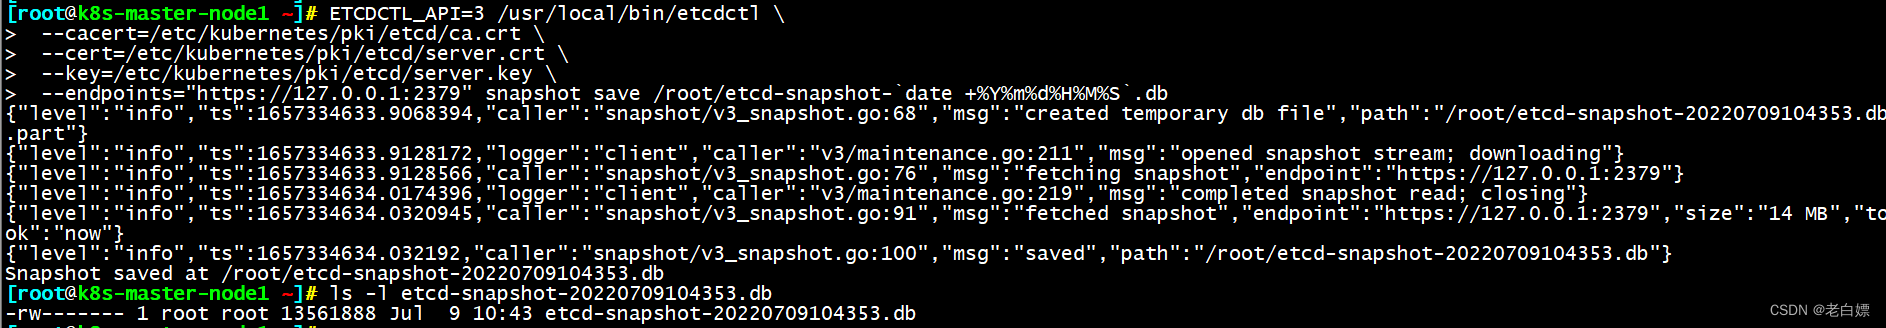 [root@k8s-master-node1 ~]# ETCDCTL_API=3 /usr/local/bin/etcdctl \
>  --cacert=/etc/kubernetes/pki/etcd/ca.crt \
>  --cert=/etc/kubernetes/pki/etcd/server.crt \
>  --key=/etc/kubernetes/pki/etcd/server.key \
>  --endpoints="https://127.0.0.1:2379" snapshot save /root/etcd-snapshot-`date +%Y%m%d%H%M%S`.db
{"level":"info","ts":1657334633.9068394,"caller":"snapshot/v3_snapshot.go:68","msg":"created temporary db file","path":"/root/etcd-snapshot-20220709104353.db
.part"}
{"level":"info","ts":1657334633.9128172,"logger":"client","caller":"v3/maintenance.go:211","msg":"opened snapshot stream; downloading"}
{"level":"info","ts":1657334633.9128566,"caller":"snapshot/v3_snapshot.go:76","msg":"fetching snapshot","endpoint":"https://127.0.0.1:2379"}
{"level":"info","ts":1657334634.0174396,"logger":"client","caller":"v3/maintenance.go:219","msg":"completed snapshot read; closing"}
{"level":"info","ts":1657334634.0320945,"caller":"snapshot/v3_snapshot.go:91","msg":"fetched snapshot","endpoint":"https://127.0.0.1:2379","size":"14 MB","to
ok":"now"}
{"level":"info","ts":1657334634.032192,"caller":"snapshot/v3_snapshot.go:100","msg":"saved","path":"/root/etcd-snapshot-20220709104353.db"}
Snapshot saved at /root/etcd-snapshot-20220709104353.db
[root@k8s-master-node1 ~]# ls -l etcd-snapshot-20220709104353.db
-rw------- 1 root root 13561888 Jul  9 10:43 etcd-snapshot-20220709104353.db
CSDN @老白嫖